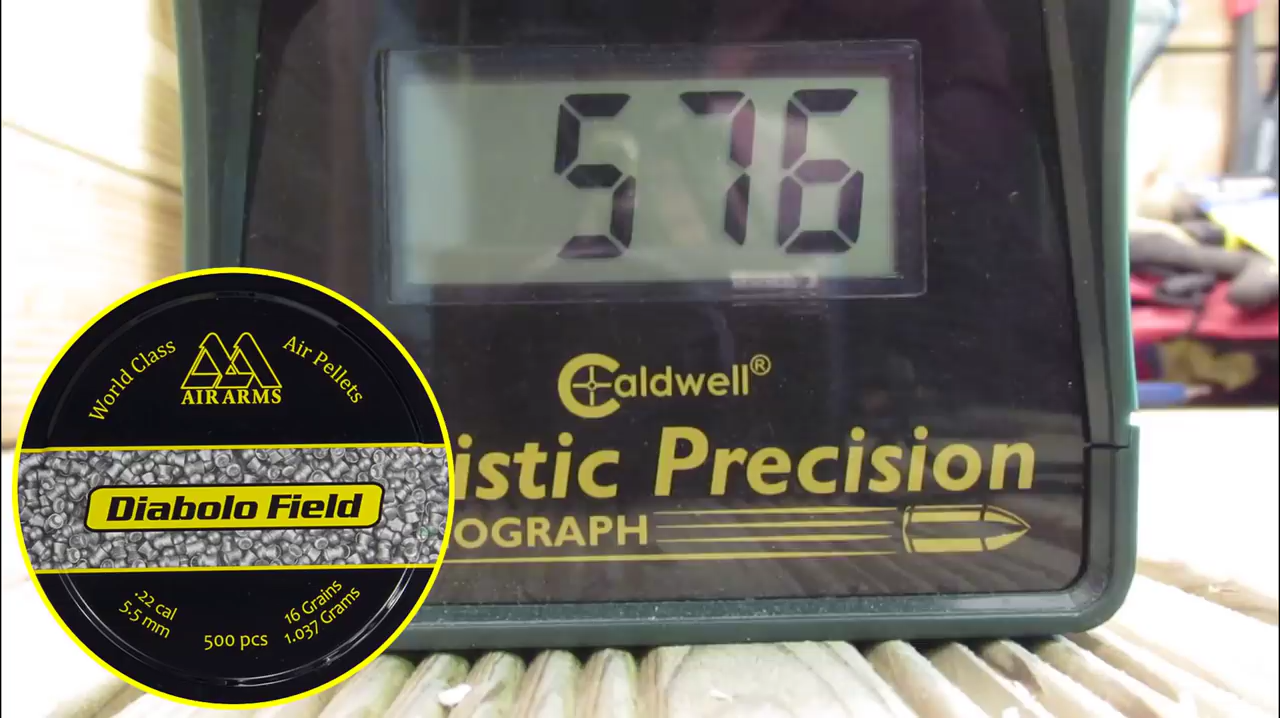 576
Caldwell®
istic Precision
OGRAPH
World Class
Air Pellets
AIR ARMS
Diabolo Field
.22 cal
5.5 mm
500 pcs
16 Grains
1.037 Grams